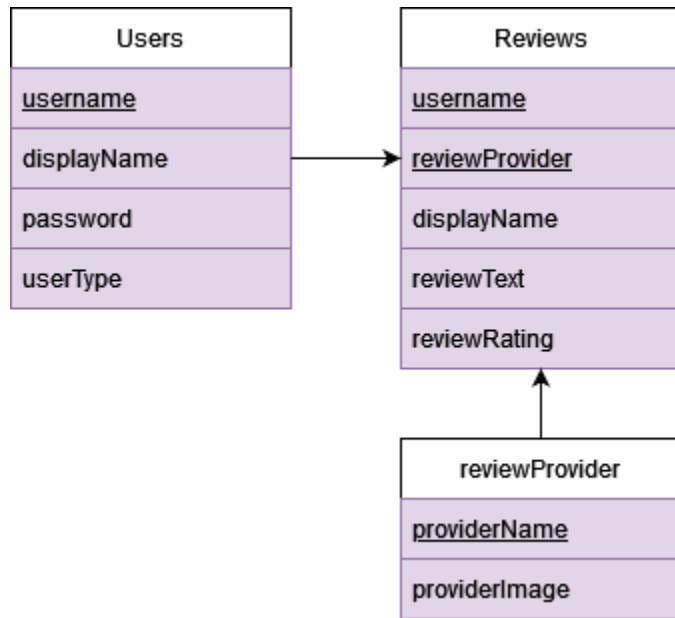 Users
username
displayName
password
userType
Reviews
username
reviewProvider
displayName
reviewText
reviewRating
reviewProvider
providerName
providerImage